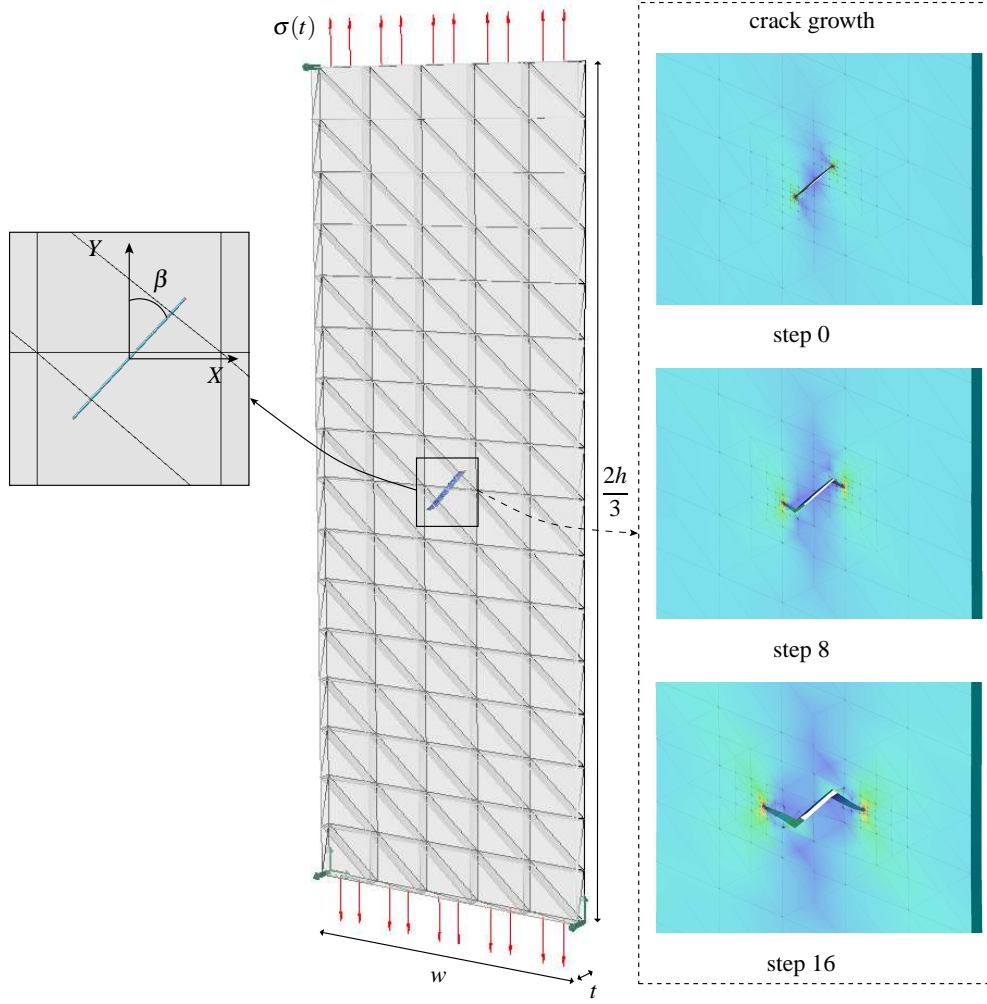 σ(t)
crack growth
step 0
Y
β
X
2h
3
step 8
step 16
w
t